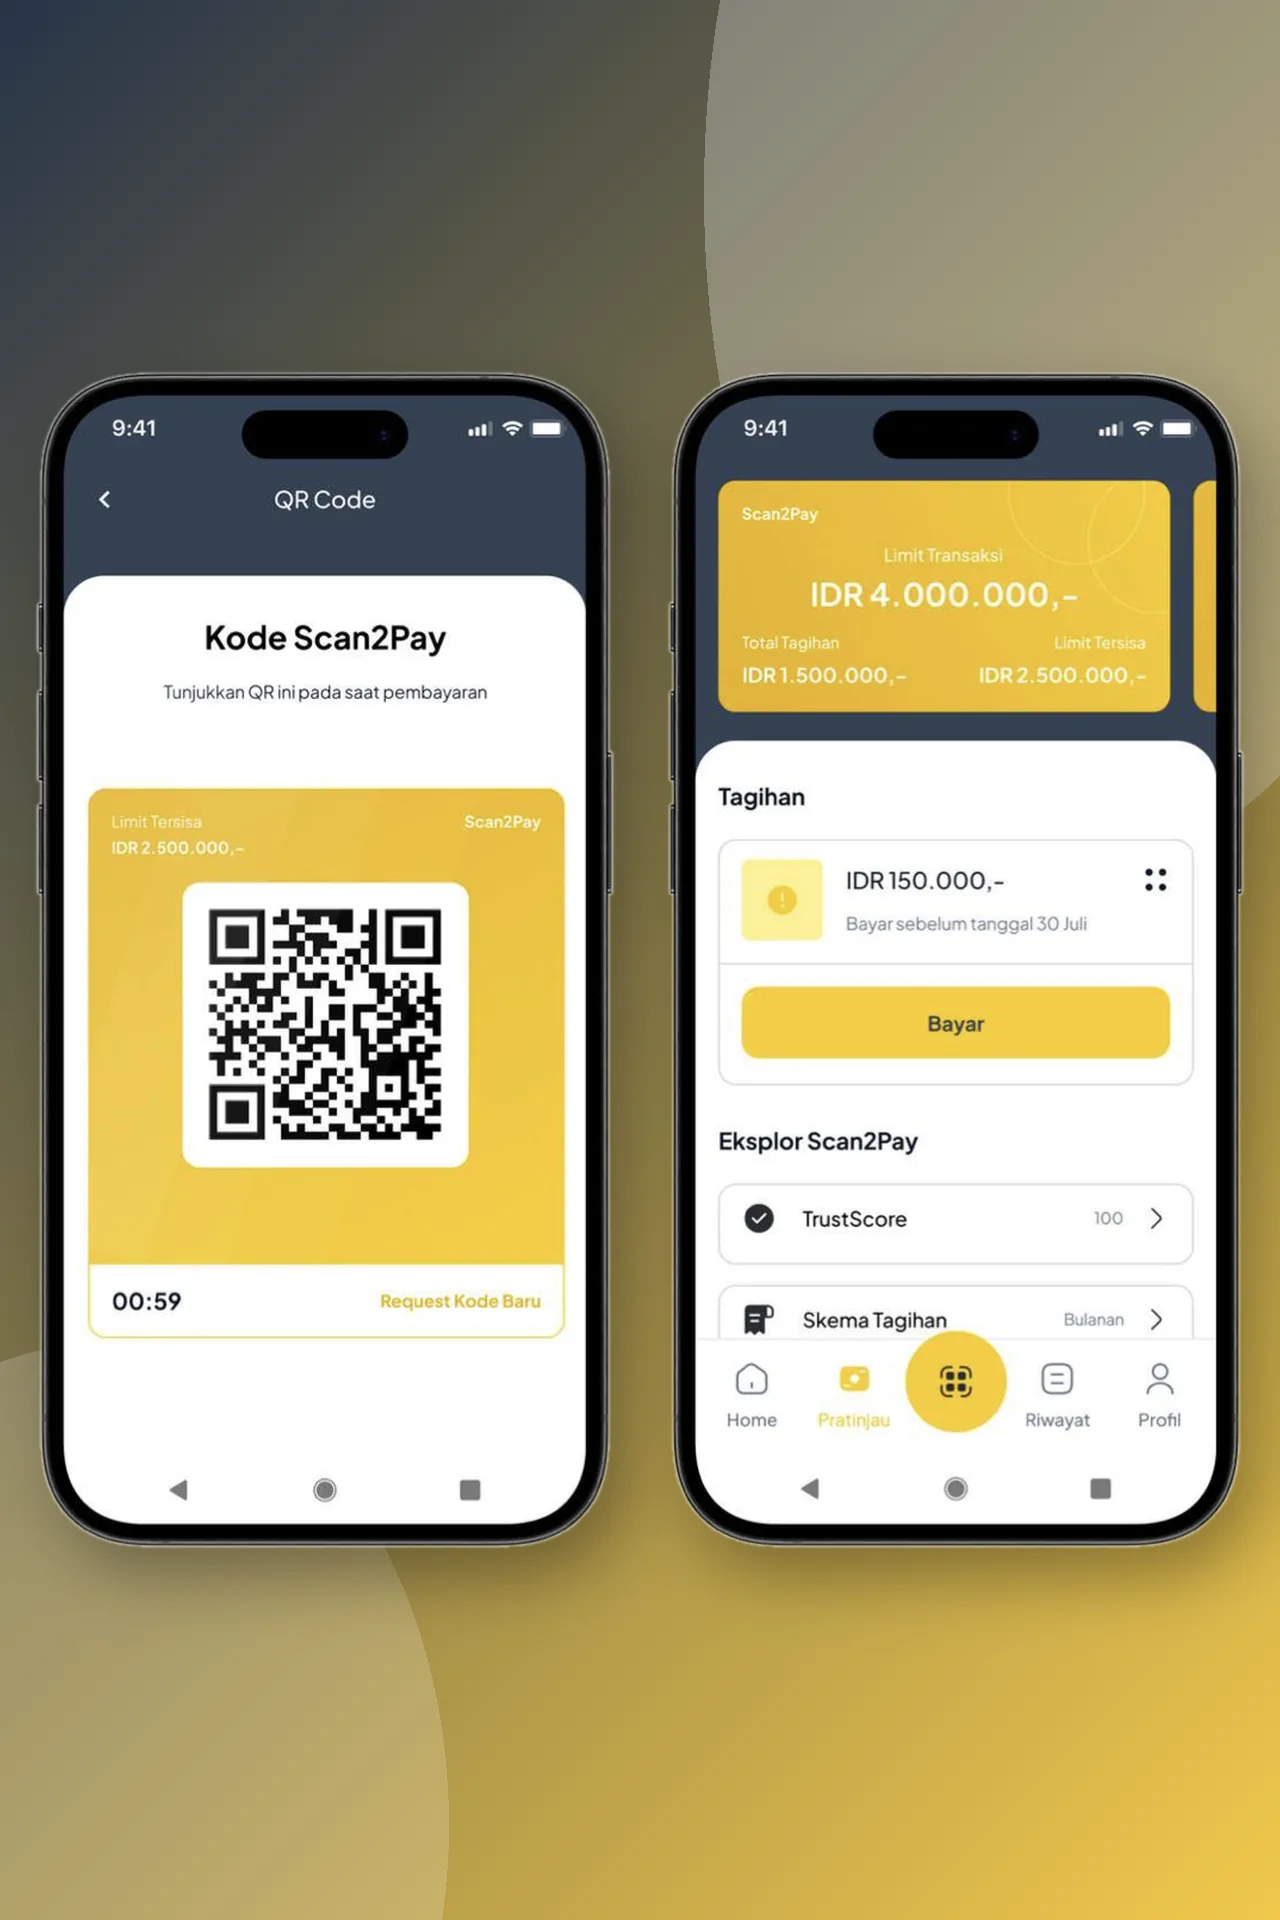 9:41
QR Code
Kode Scan2Pay
Tunjukkan QR ini pada saat pembayaran
Limit Tersisa
Scan2Pay
IDR 2.500.000,-
00:59
Request Kode Baru
9:41
Scan2Pay
Limit Transaksi
IDR 4.000.000,-
Total Tagihan
Limit Tersisa
IDR 1.500.000,-
IDR 2.500.000,-
Tagihan
IDR 150.000,-
Bayar sebelum tanggal 30 Juli
Bayar
Eksplor Scan2Pay
TrustScore
100
Skema Tagihan
Bulanan
Home
Pratinjau
Riwayat
Profil